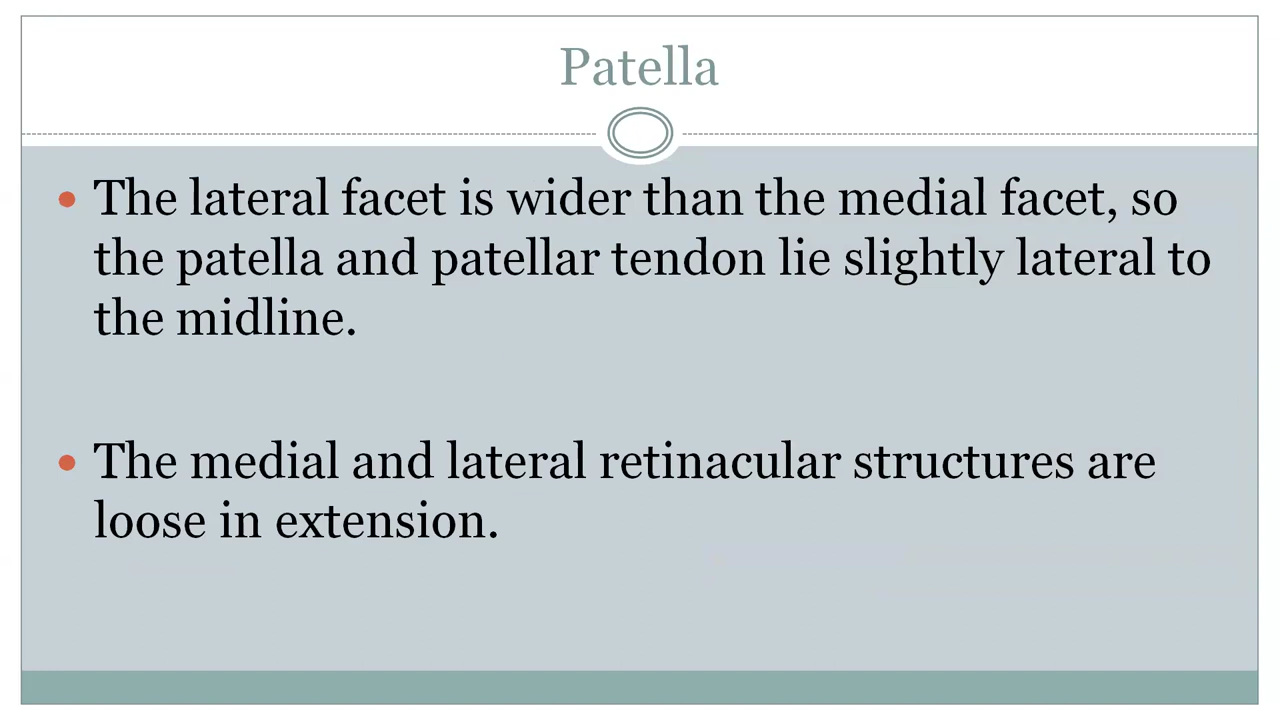 Patella
• The lateral facet is wider than the medial facet, so
the patella and patellar tendon lie slightly lateral to
the midline.
• The medial and lateral retinacular structures are
loose in extension.